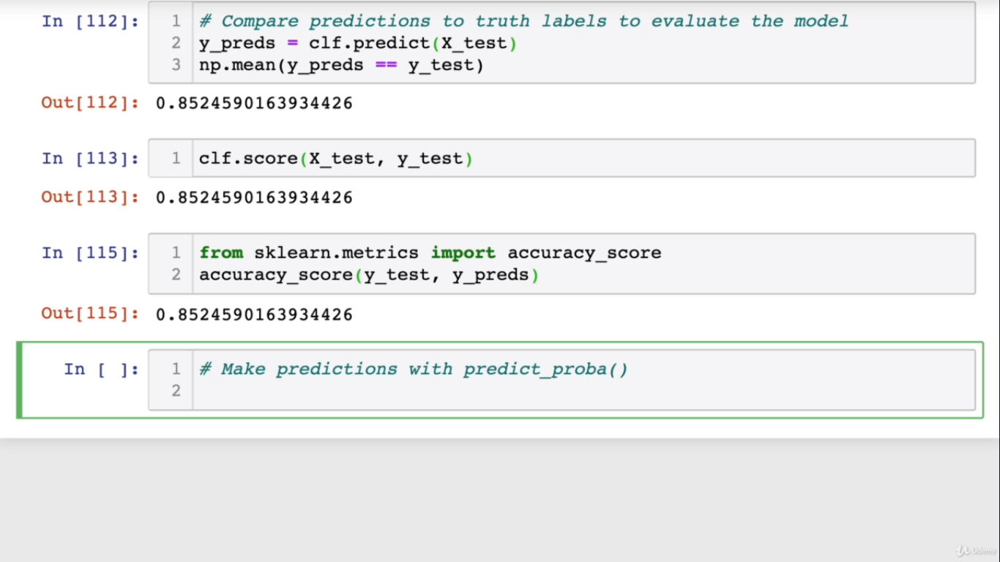 In [112]:
1 # Compare predictions to truth labels to evaluate the model
2 y_preds = clf.predict(X_test)
3 np.mean(y_preds == y_test)
Out[112]: 0.8524590163934426
In [113]:
1 clf.score(X_test, y_test)
Out[113]: 0.8524590163934426
In [115]:
1 from sklearn.metrics import accuracy_score
2 accuracy_score(y_test, y_preds)
Out[115]: 0.8524590163934426
In [ ]:
1 # Make predictions with predict_proba()
2
Udemy